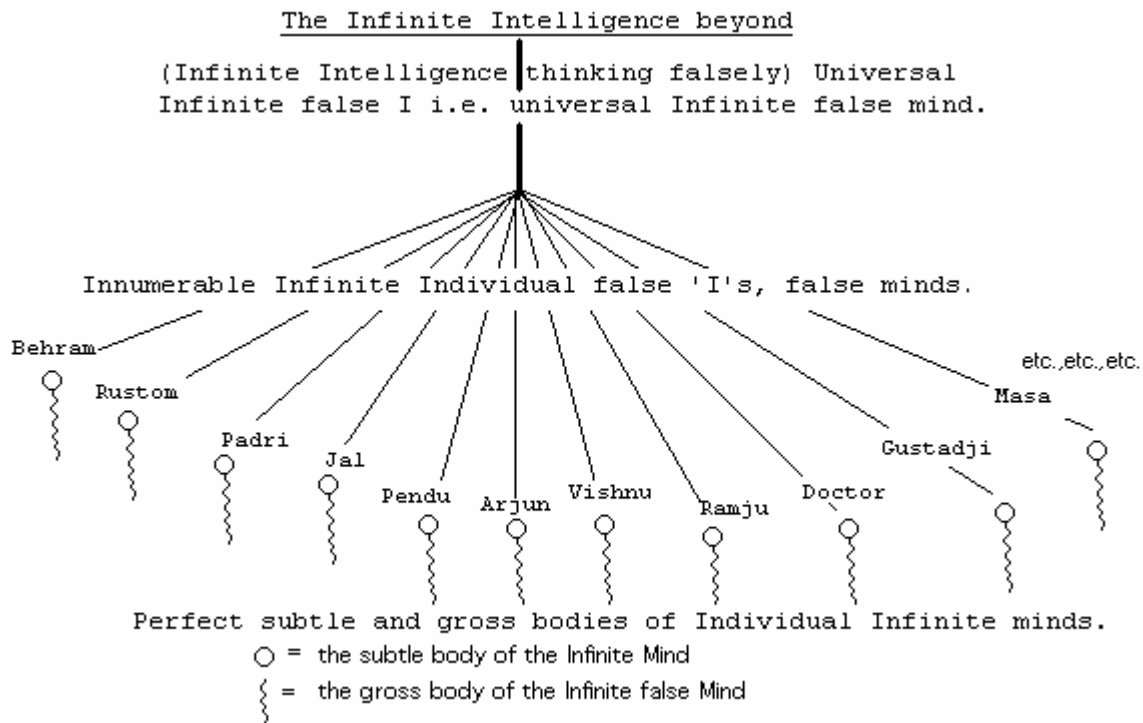 The Infinite Intelligence beyond
(Infinite Intelligence thinking falsely) Universal
Infinite false I i.e. universal Infinite false mind.
Innumerable Infinite Individual false 'I's, false minds.
Behram
Rustom
Padri
Jal
Pendu
Arjun
Vishnu
Ramju
Doctor
Gustadji
Masa
etc.,etc.,etc.
Perfect subtle and gross bodies of Individual Infinite minds.
= the subtle body of the Infinite Mind
= the gross body of the Infinite false Mind